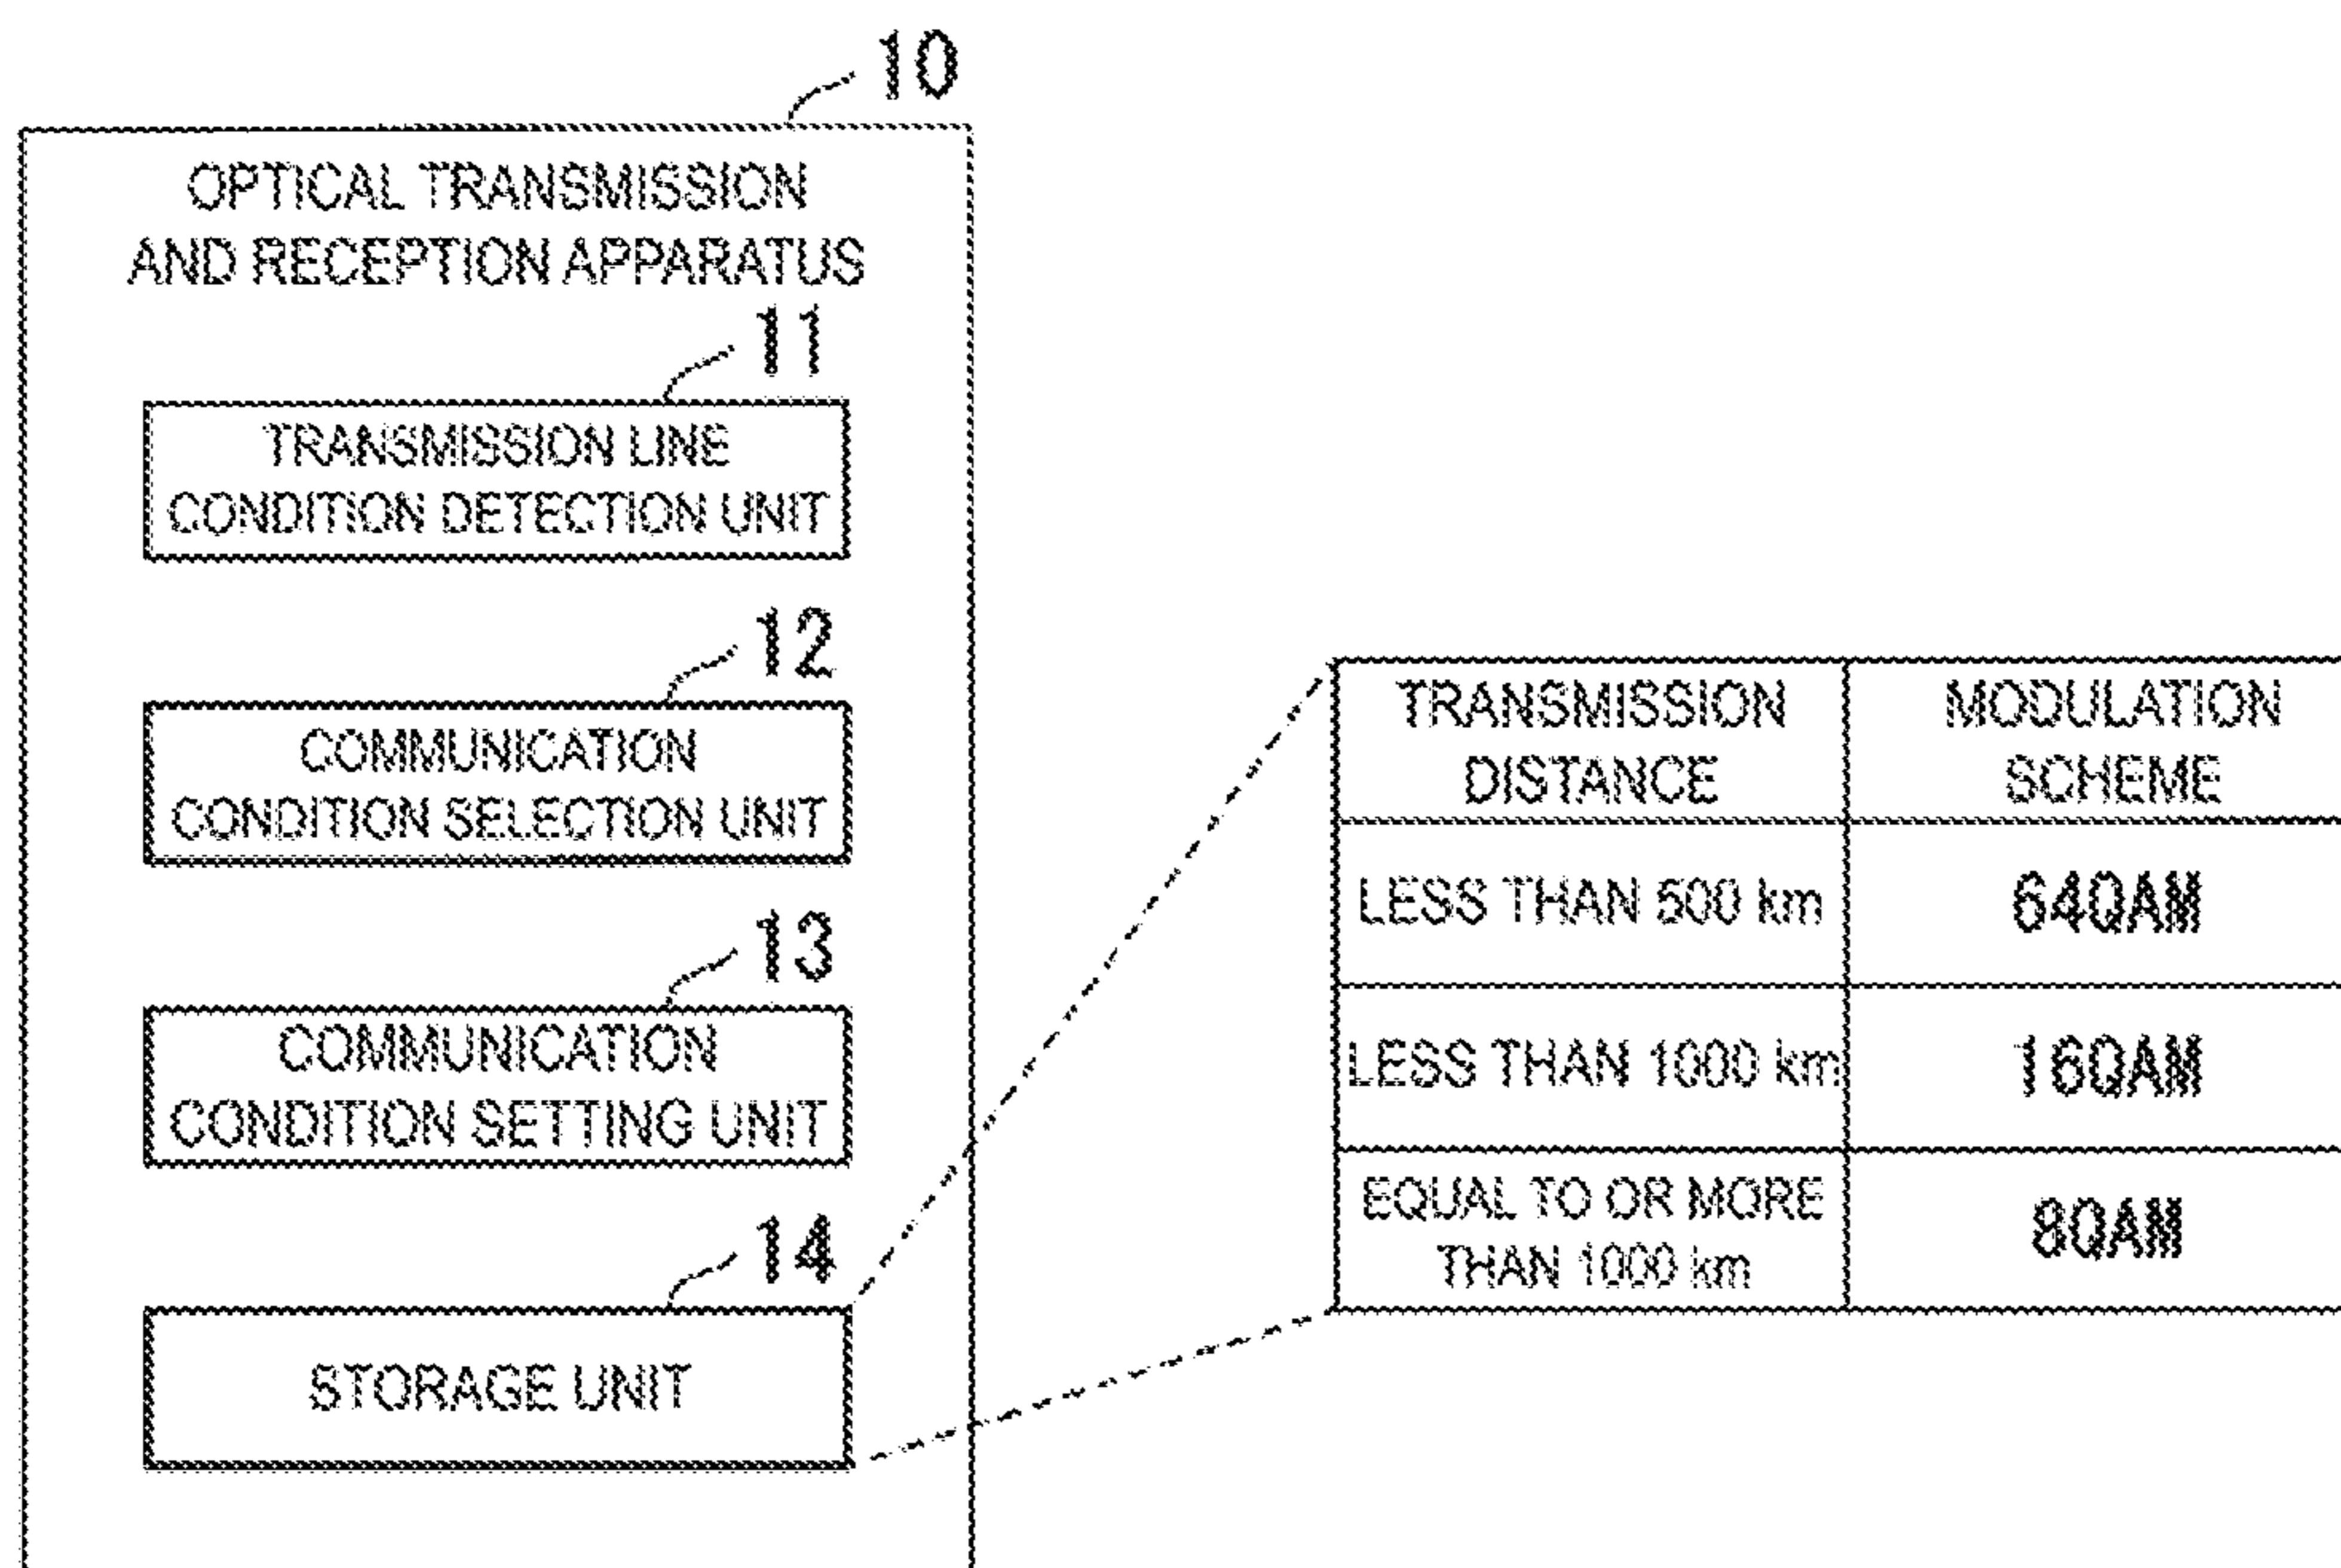 10
OPTICAL TRANSMISSION
AND RECEPTION APPARATUS
11
TRANSMISSION LINE
CONDITION DETECTION UNIT
12
COMMUNICATION
CONDITION SELECTION UNIT
13
COMMUNICATION
CONDITION SETTING UNIT
14
STORAGE UNIT
TRANSMISSION
DISTANCE
MODULATION
SCHEME
LESS THAN 500 km
64QAM
LESS THAN 1000 km
16QAM
EQUAL TO OR MORE
THAN 1000 km
8QAM